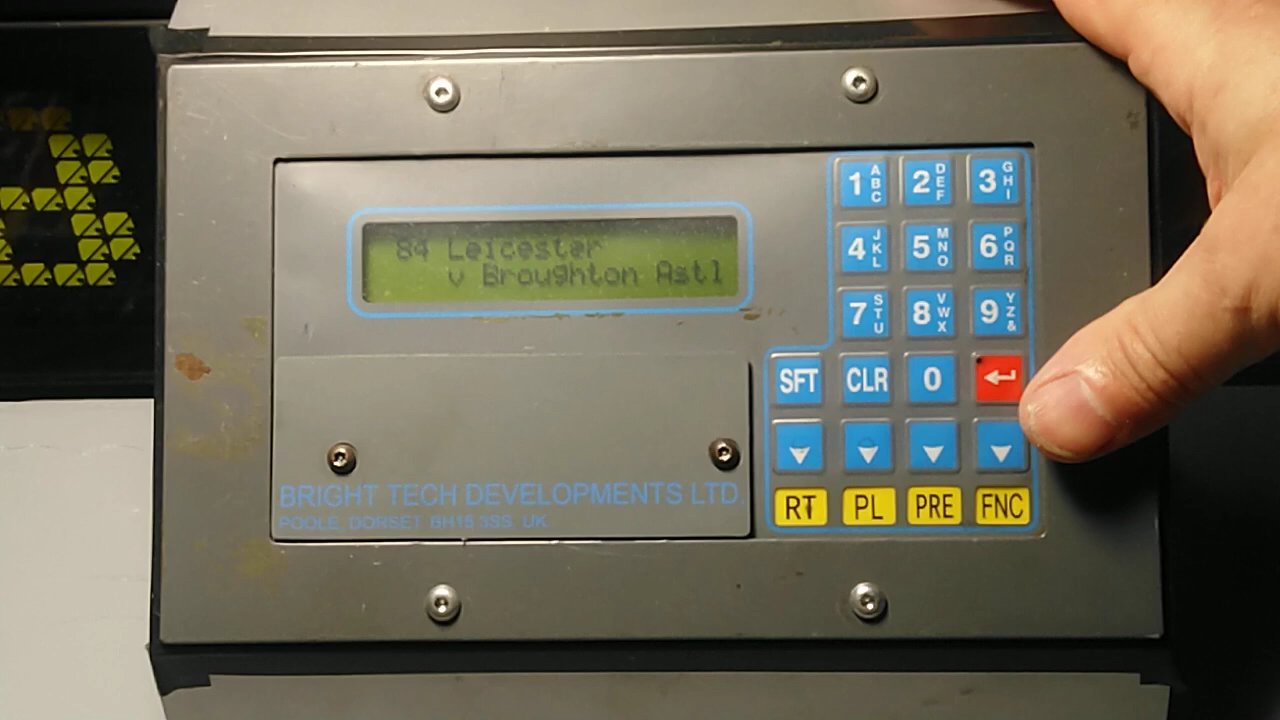 84 Leicester
v Broughton Astl
1 ABC 2 DEF 3 GHI
4 JKL 5 MNO 6 PQR
7 STU 8 VWX 9 YZ&
SFT CLR 0
RT PL PRE FNC
BRIGHT TECH DEVELOPMENTS LTD.
POOLE, DORSET BH15 3SS. UK.